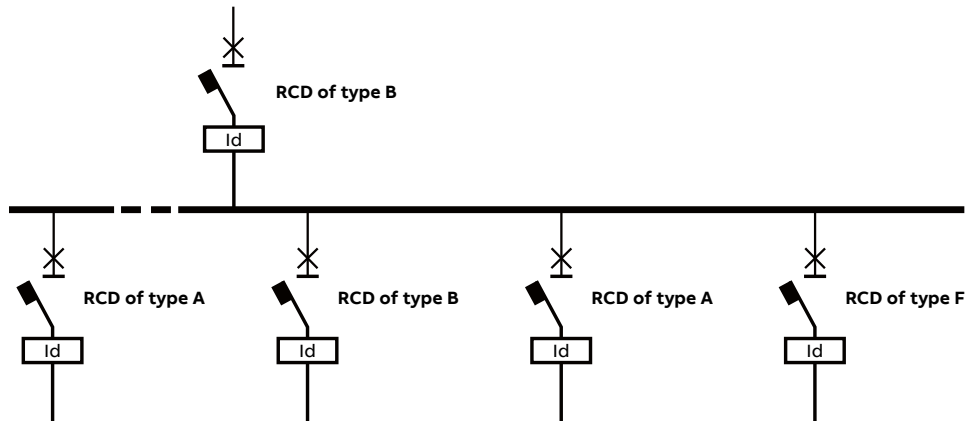 RCD of type B
Id
RCD of type A
RCD of type B
RCD of type A
RCD of type F
Id
Id
Id
Id